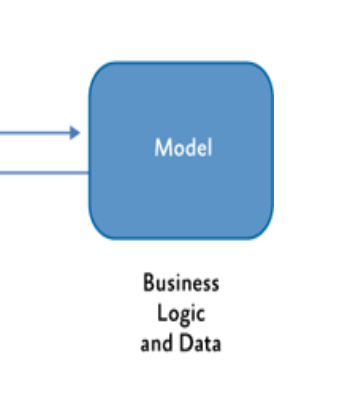 Model
Business
Logic
and Data